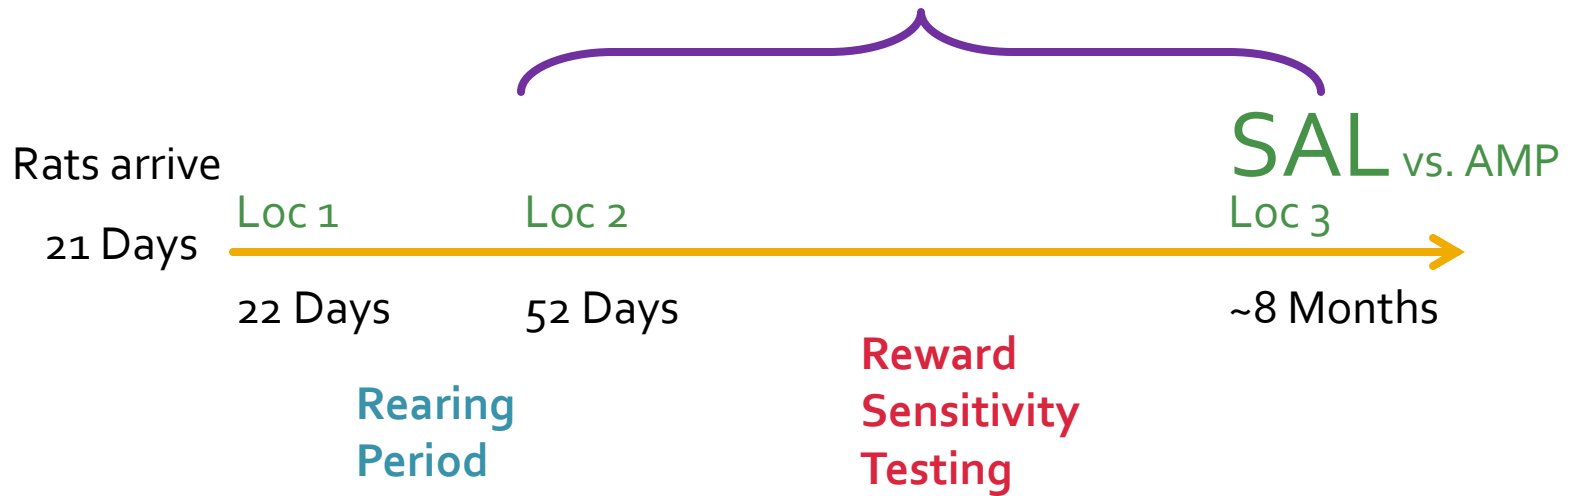 SAL vs. AMP
Rats arrive
Loc 1 Loc 2 Loc 3
21 Days
22 Days 52 Days ~8 Months
Reward
Sensitivity
Testing
Rearing
Period